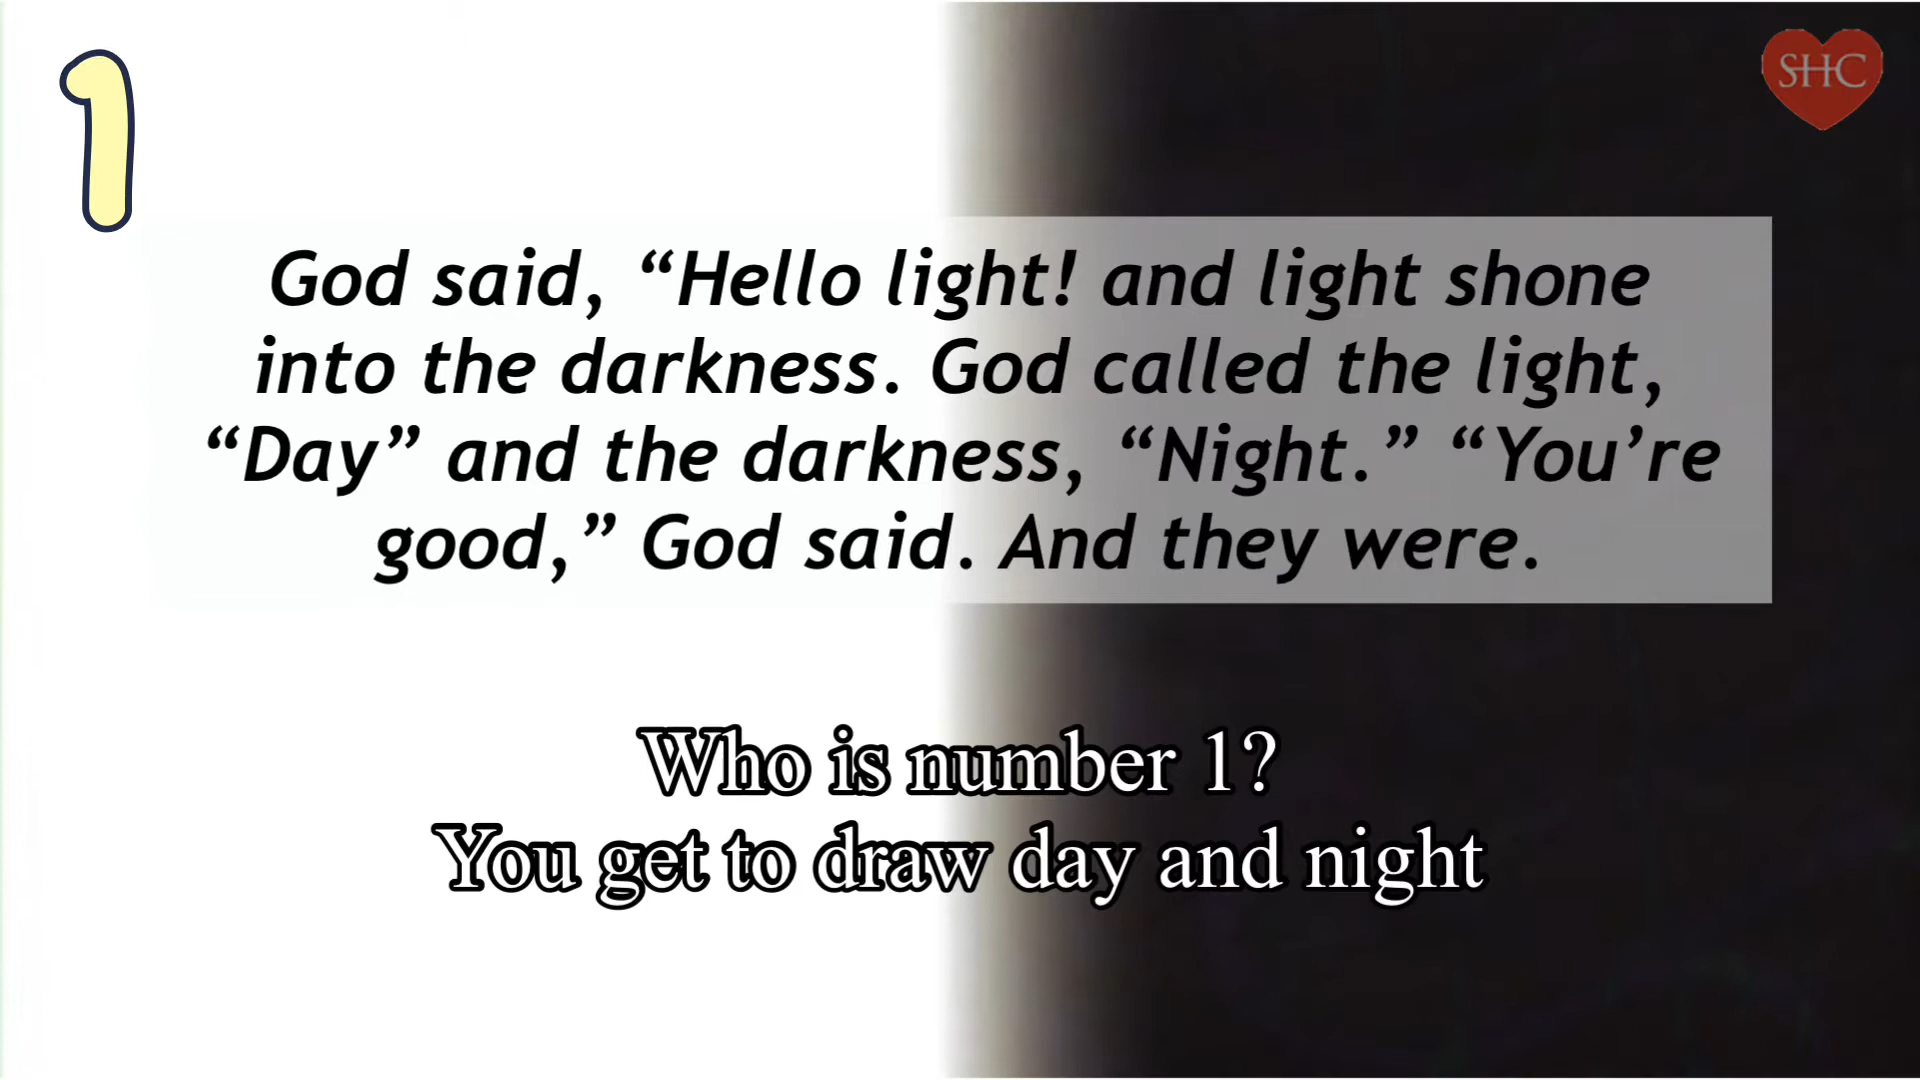 1
SHC
God said, “Hello light! and light shone
into the darkness. God called the light,
“Day” and the darkness, “Night.” “You’re
good,” God said. And they were.
Who is number 1?
You get to draw day and night